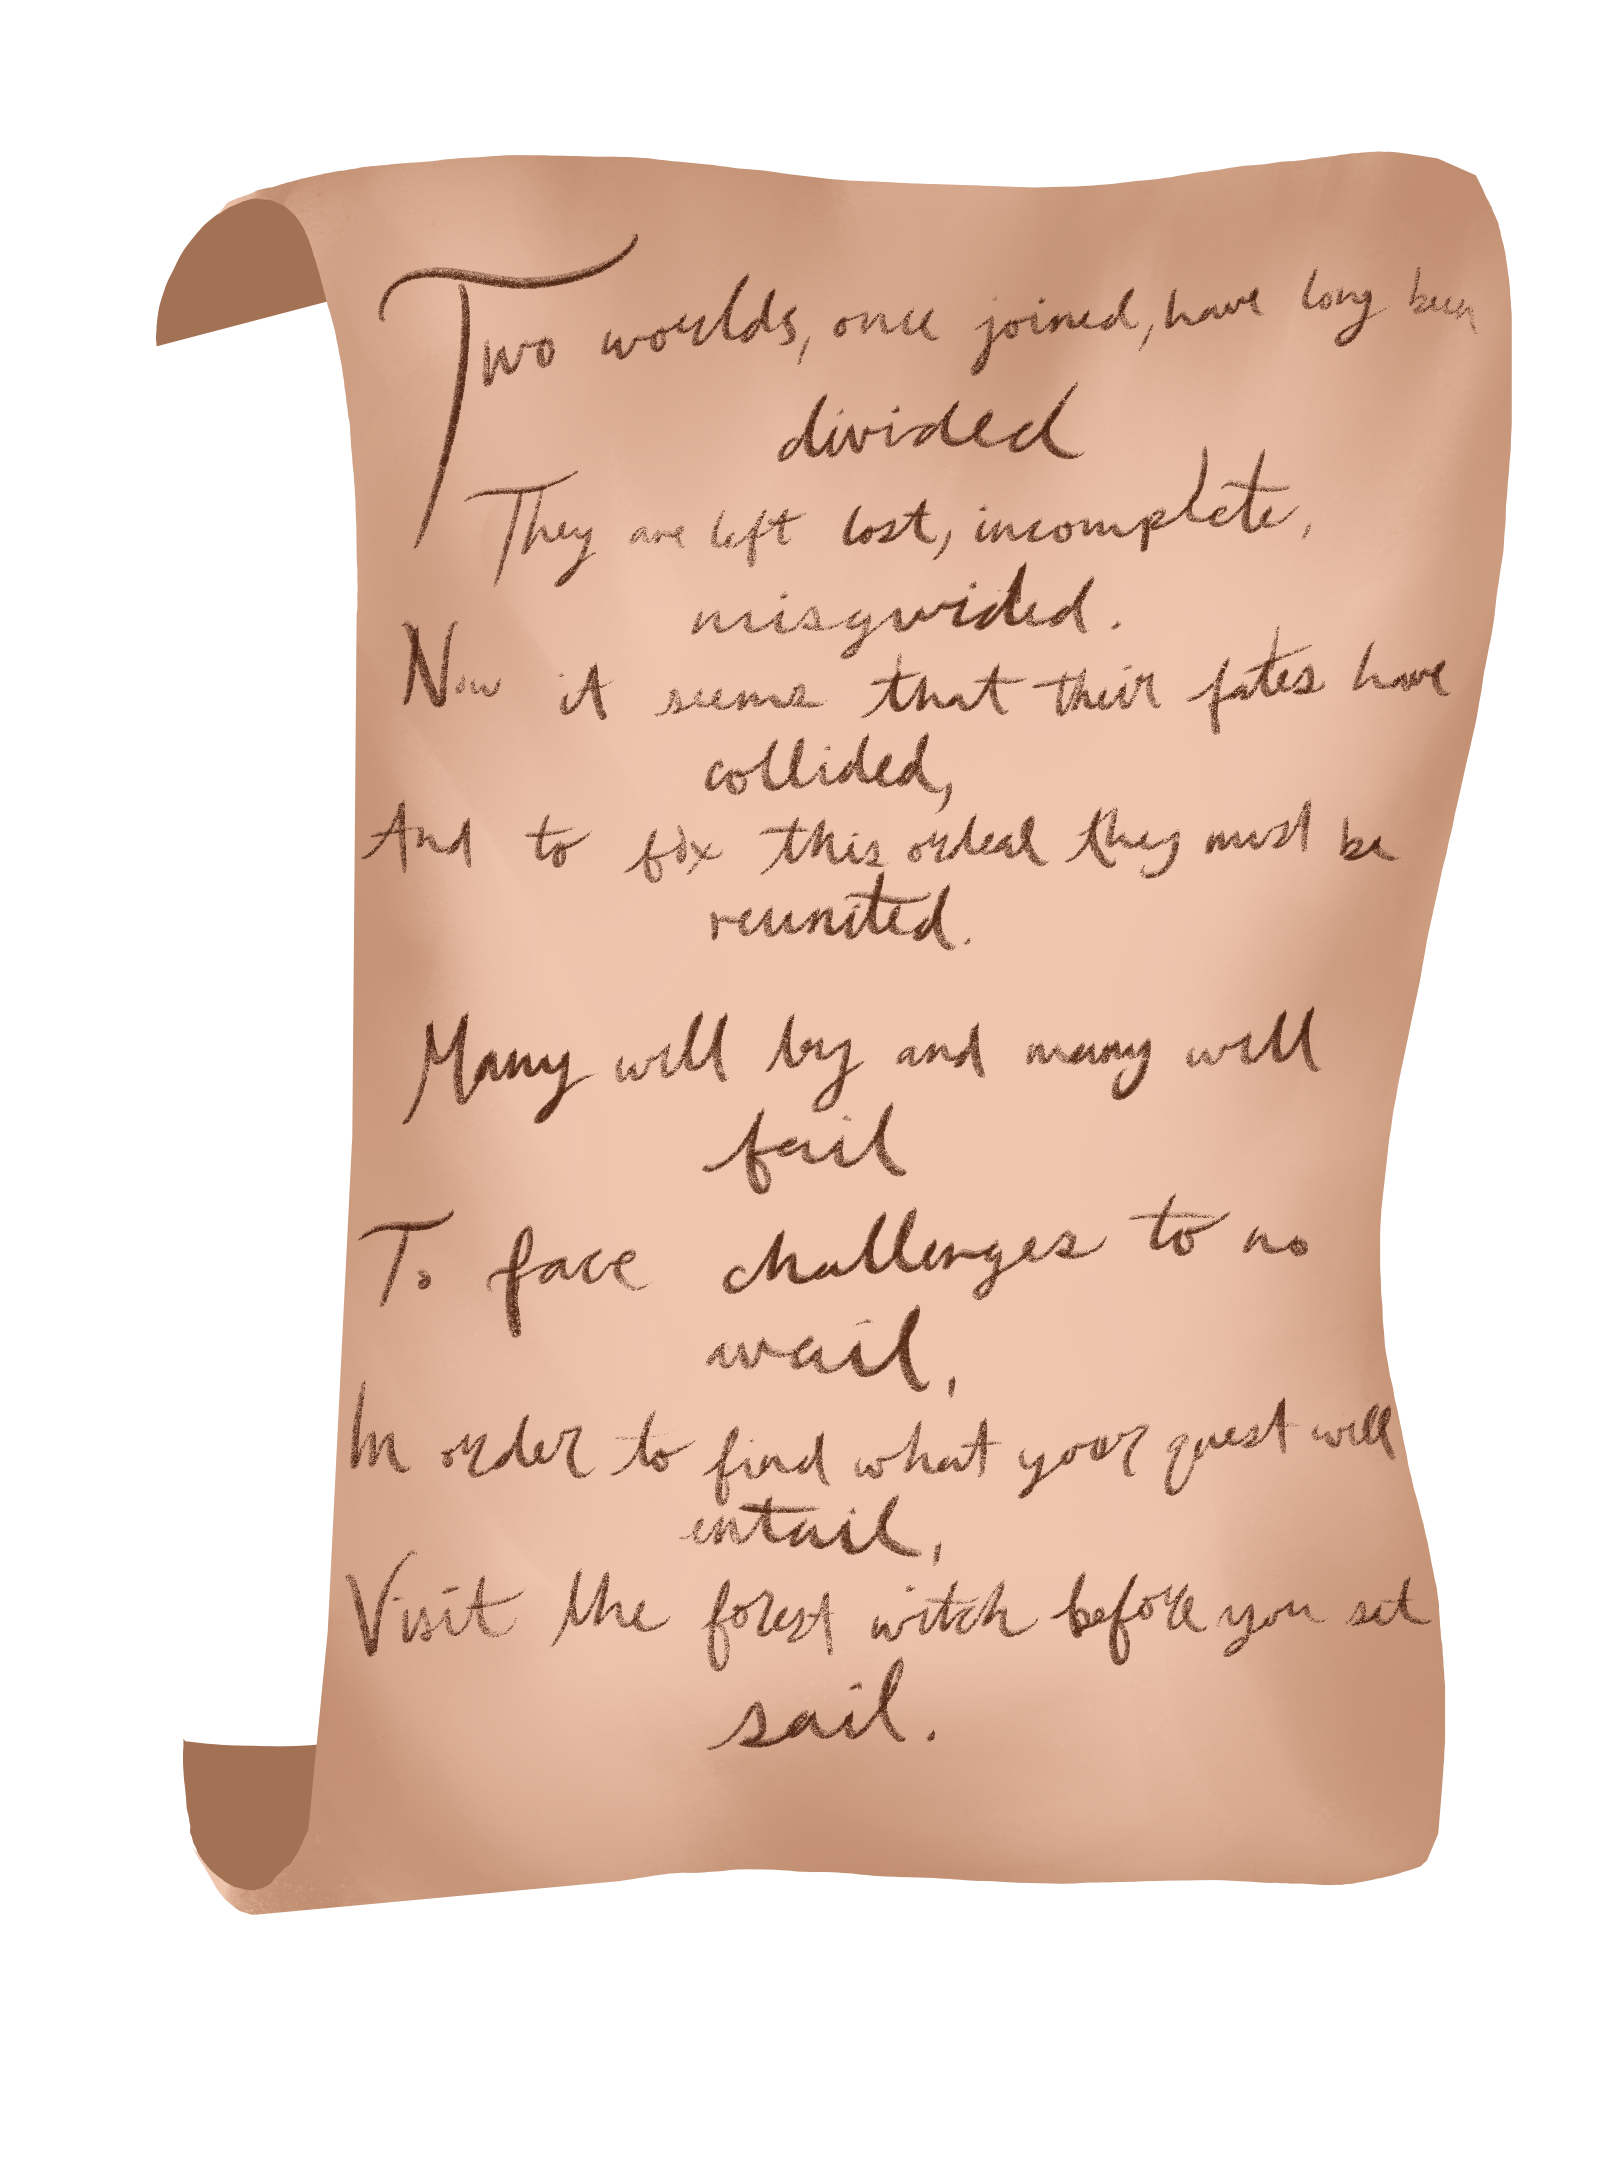 Two worlds, once joined, have long been
divided
They are left lost, incomplete,
misguided.
Now it seems that their fates have
collided,
And to fix this ordeal they must be
reunited.
Many will try and many will
fail
To face challenges to no
avail,
In order to find what your quest will
entail,
Visit the forest witch before you set
sail.